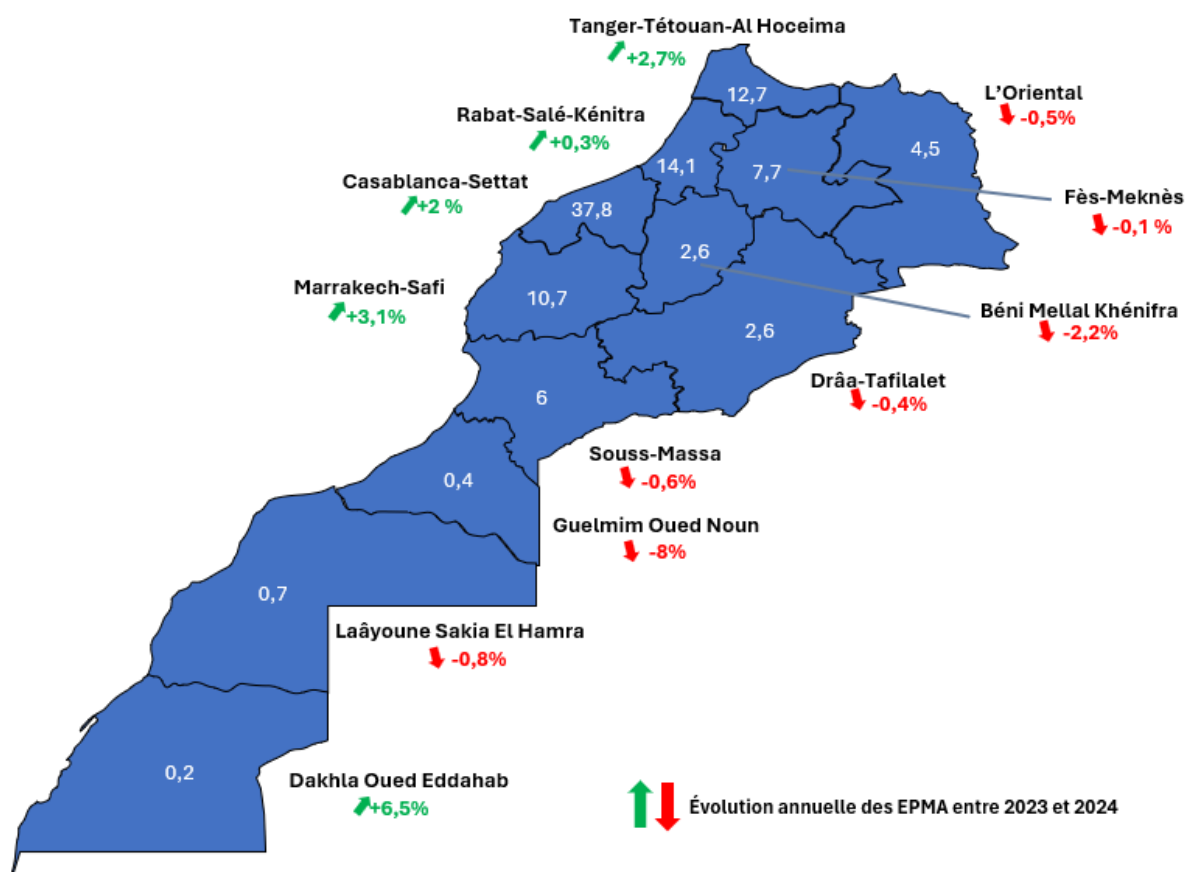 Tanger-Tétouan-Al Hoceima
+2,7%
12,7
L'Oriental
-0,5%
4,5
Rabat-Salé-Kénitra
+0,3%
14,1
7,7
Fès-Meknès
-0,1 %
Casablanca-Settat
+2 %
37,8
2,6
Béni Mellal Khénifra
-2,2%
Marrakech-Safi
+3,1%
10,7
2,6
Drâa-Tafilalet
-0,4%
6
Souss-Massa
-0,6%
0,4
Guelmim Oued Noun
-8%
0,7
Laâyoune Sakia El Hamra
-0,8%
0,2
Dakhla Oued Eddahab
+6,5%
Évolution annuelle des EPMA entre 2023 et 2024